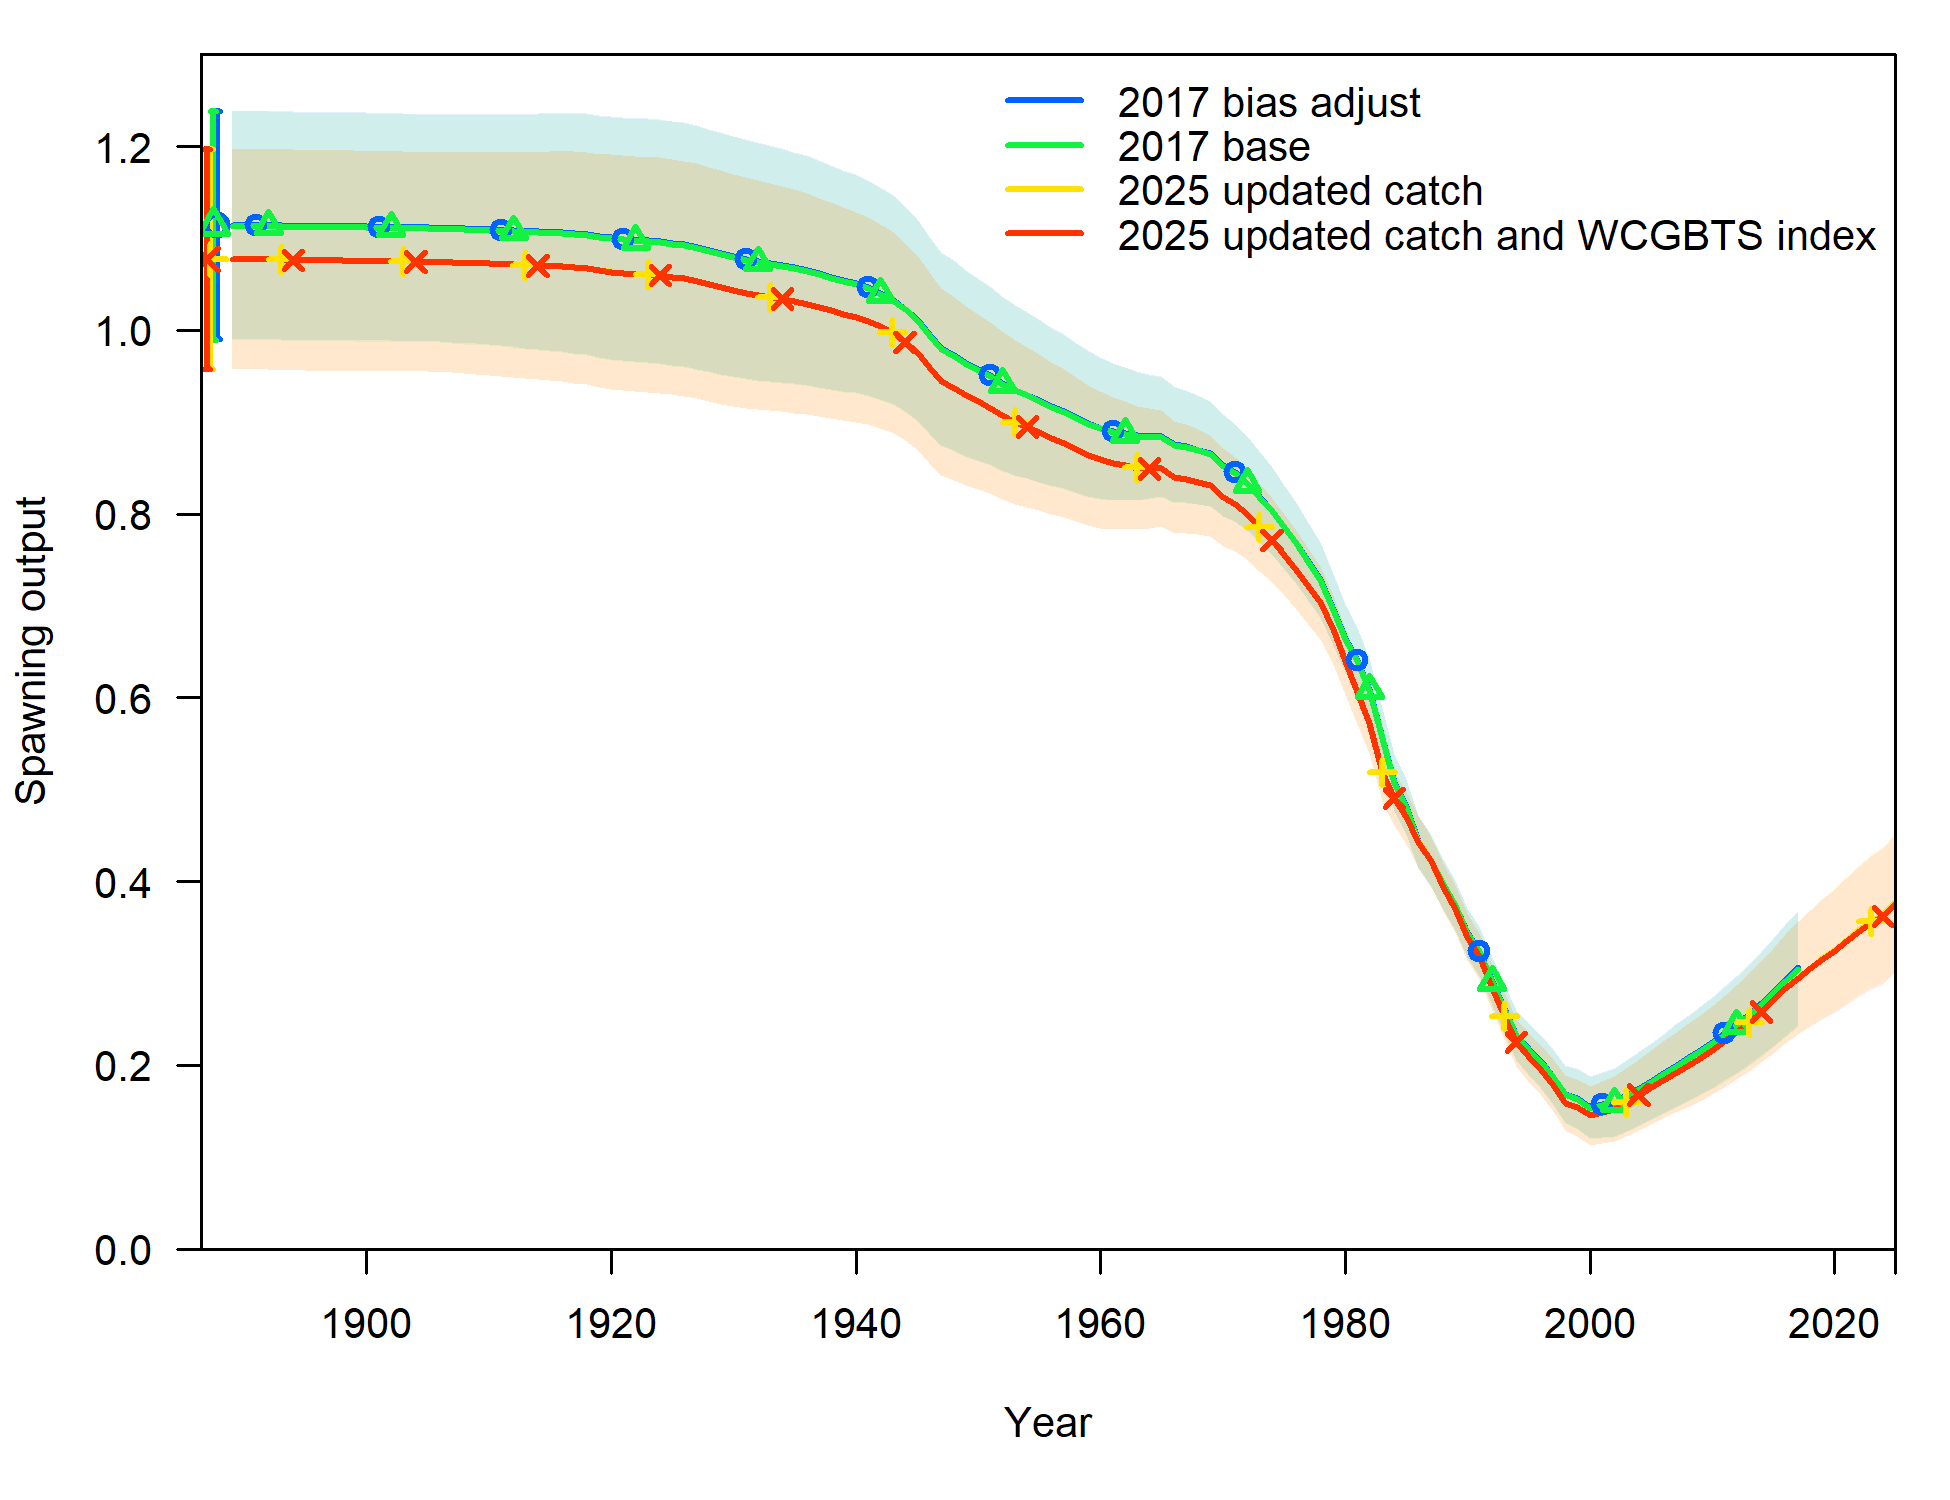 2017 bias adjust
2017 base
2025 updated catch
2025 updated catch and WCGBTS index
Spawning output
1.2
1.0
0.8
0.6
0.4
0.2
0.0
1900 1920 1940 1960 1980 2000 2020
Year